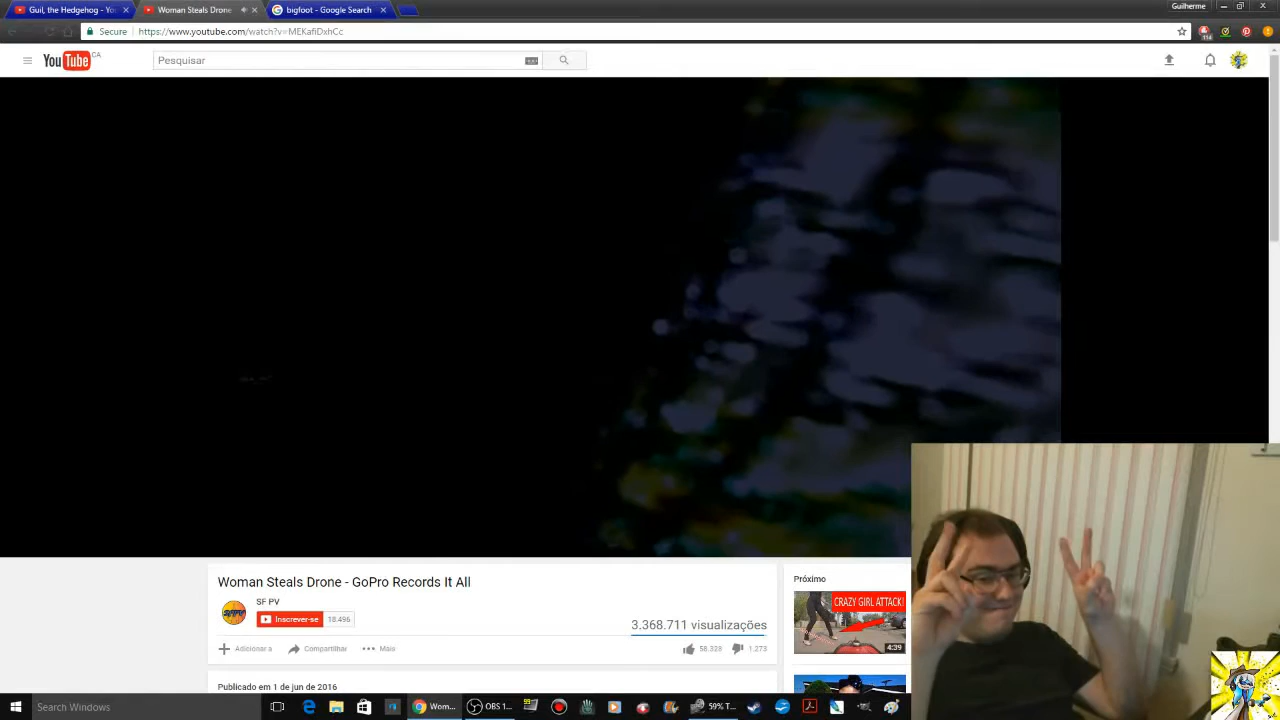 Guil, the Hedgehog - Yo
Woman Steals Drone
bigfoot - Google Search
Guilherme
Secure
https://www.youtube.com/watch?v=MEKafiDxhCc
114
YouTube CA
Pesquisar
Woman Steals Drone - GoPro Records It All
SF PV
Inscrever-se 18.496
3.368.711 visualizações
Adicionar a
Compartilhar
Mais
58.328
1.273
Publicado em 1 de jun de 2016
Próximo
CRAZY GIRL ATTACK!
4:39
Search Windows
Wom...
OBS 1...
59% T...